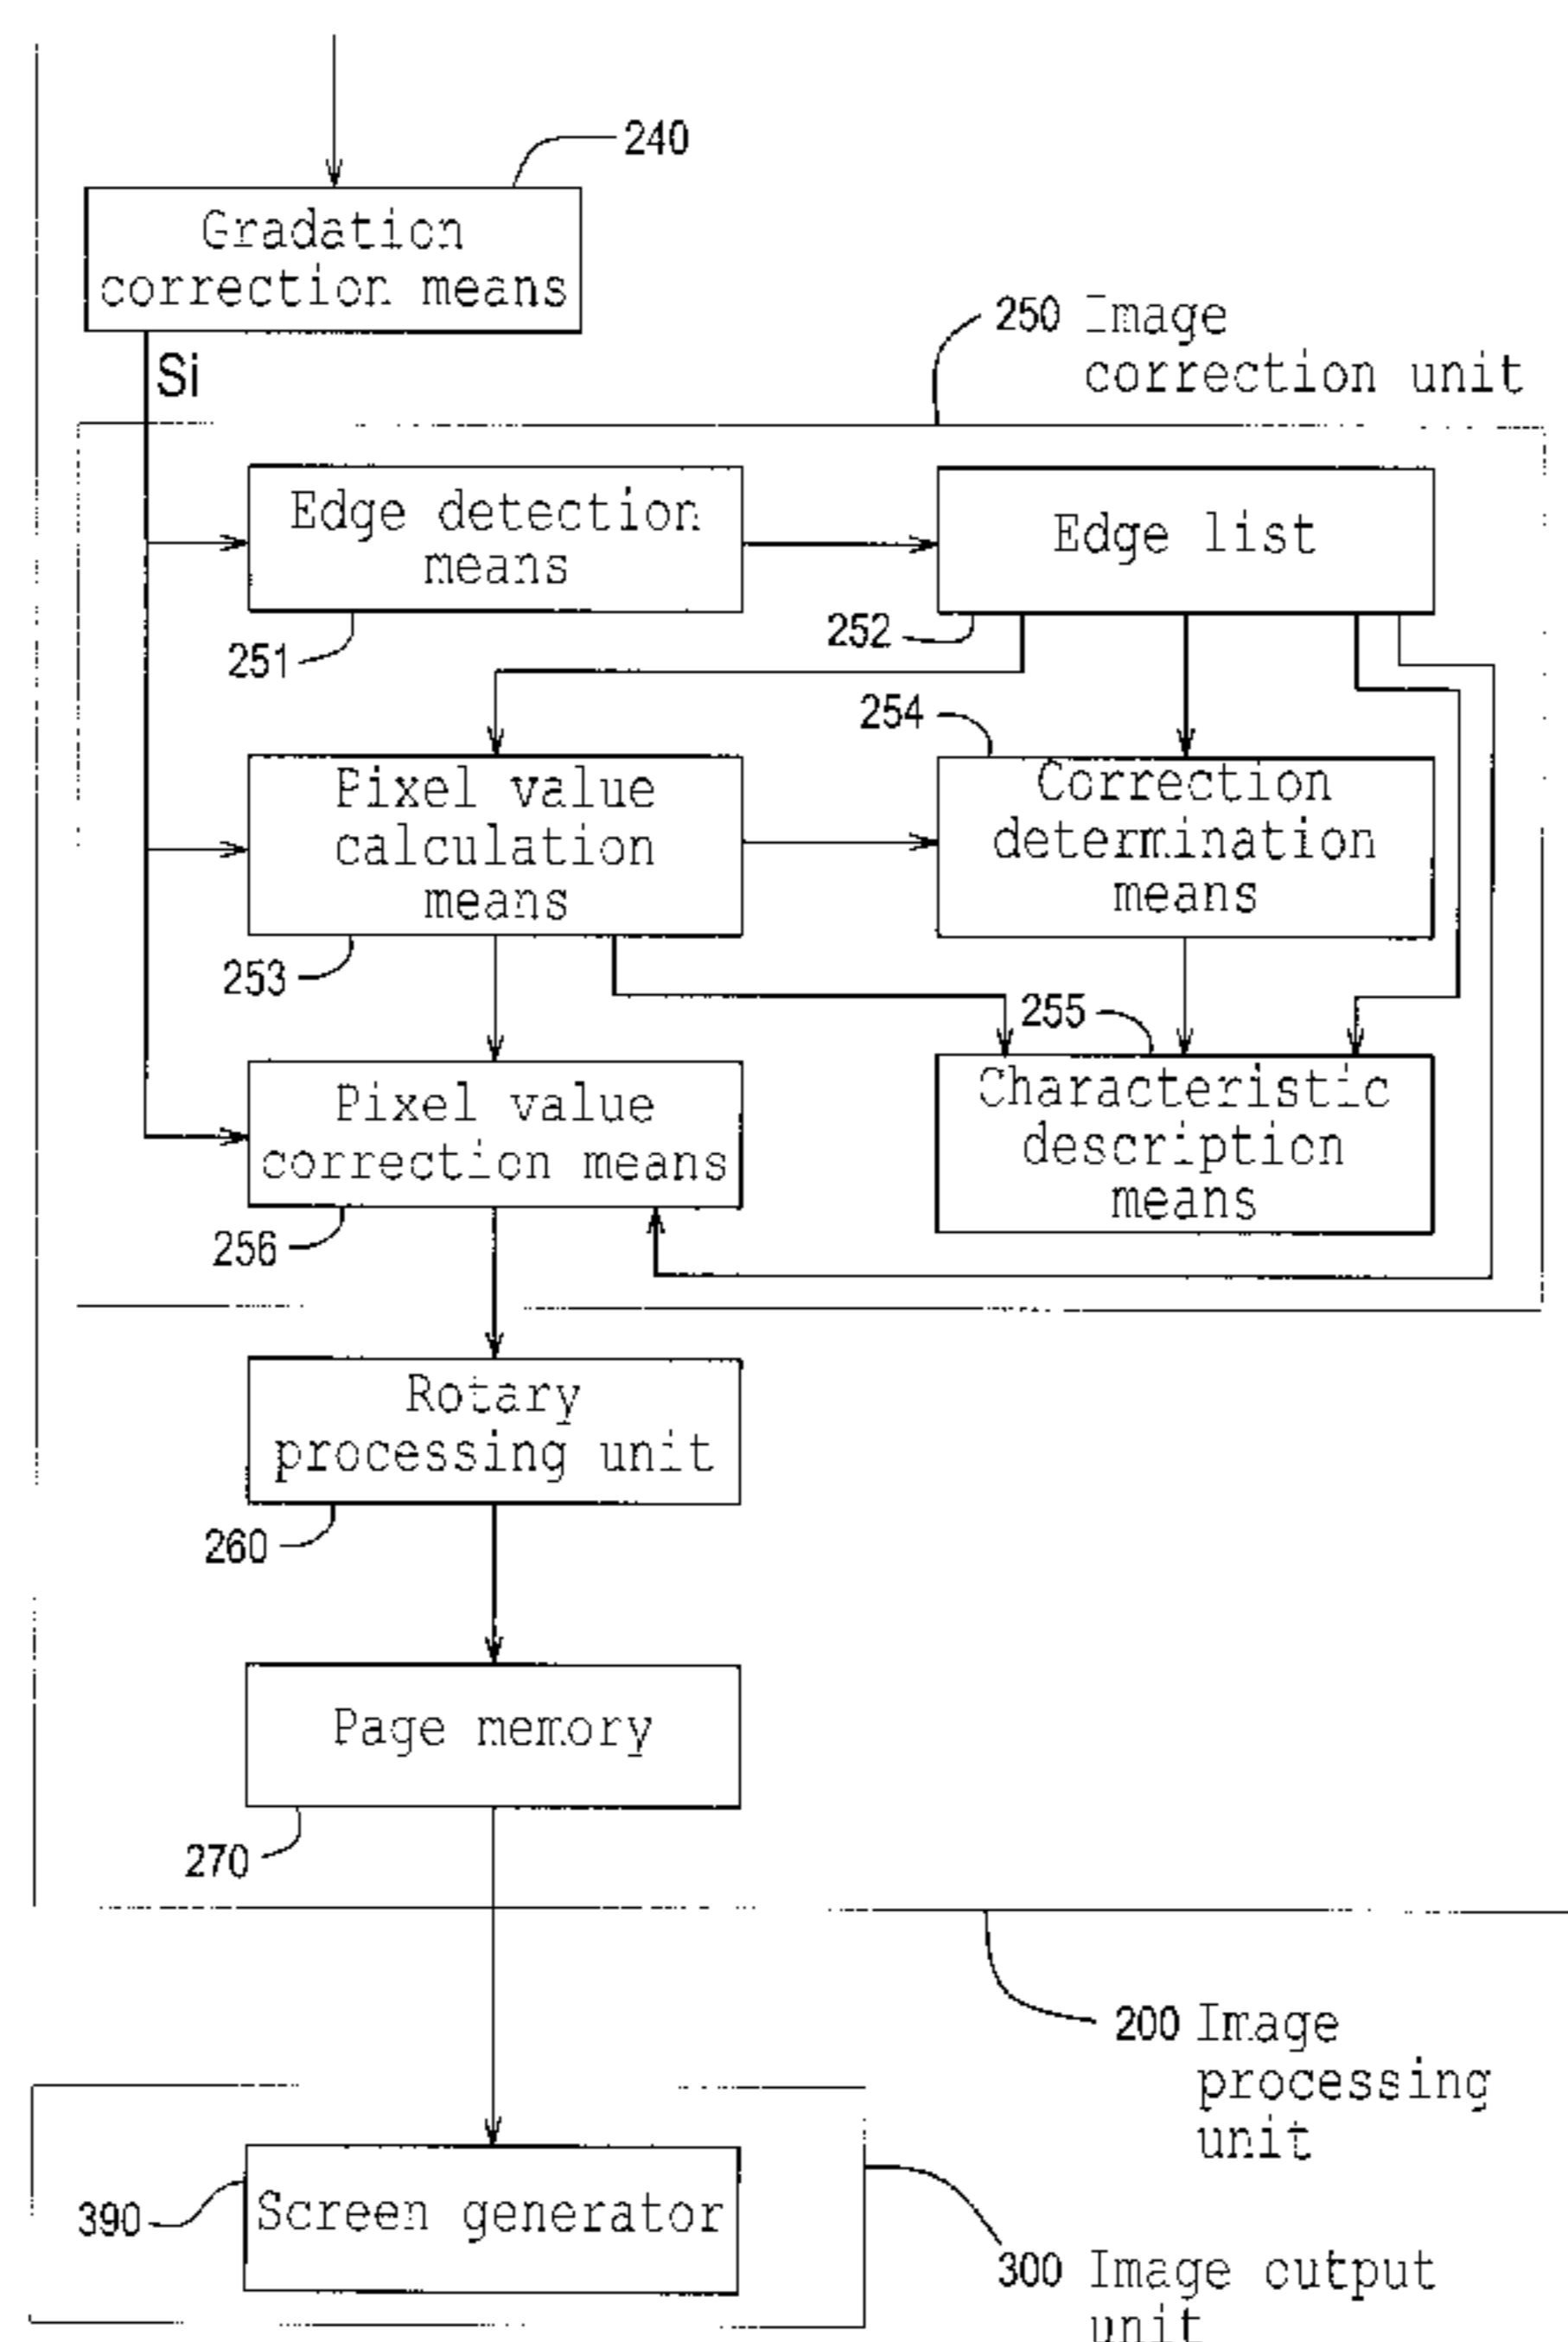 240
Gradation
correction means
Si
250 Image
correction unit
Edge detection
means
251
Edge list
252
254
Pixel value
calculation
means
253
Correction
determination
means
255
Pixel value
correction means
256
Characteristic
description
means
Rotary
processing unit
260
Page memory
270
200 Image
processing
unit
390
Screen generator
300 Image output
unit